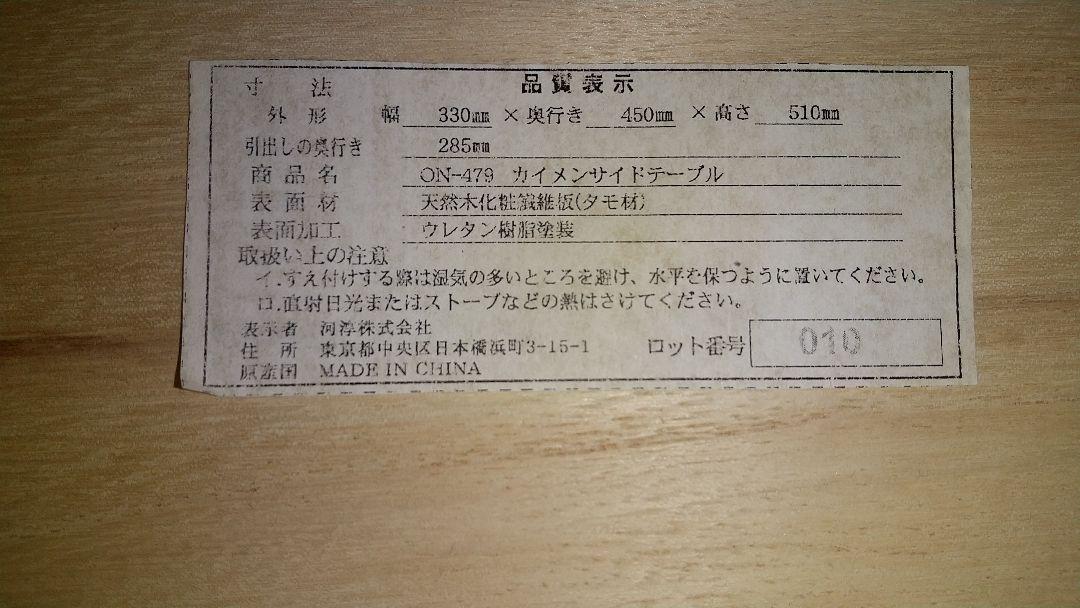 品質表示
寸法
外形 幅 330mm × 奥行き 450mm × 高さ 510mm
引出しの奥行き 285mm
商品名 ON-479 カイメンサイドテーブル
表面材 天然木化粧繊維板(タモ材)
表面加工 ウレタン樹脂塗装
取扱い上の注意
イ.すえ付けする際は湿気の多いところを避け、水平を保つように置いてください。
ロ.直射日光またはストーブなどの熱はさけてください。
表示者 河淳株式会社
住所 東京都中央区日本橋浜町3-15-1 ロット番号 010
原産国 MADE IN CHINA